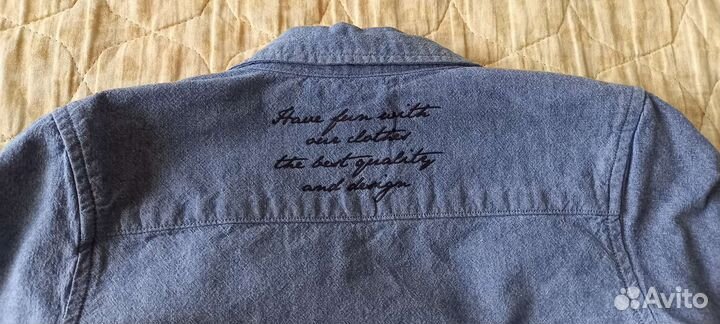 Have fun with
our clothes
the best quality
and design
Avito